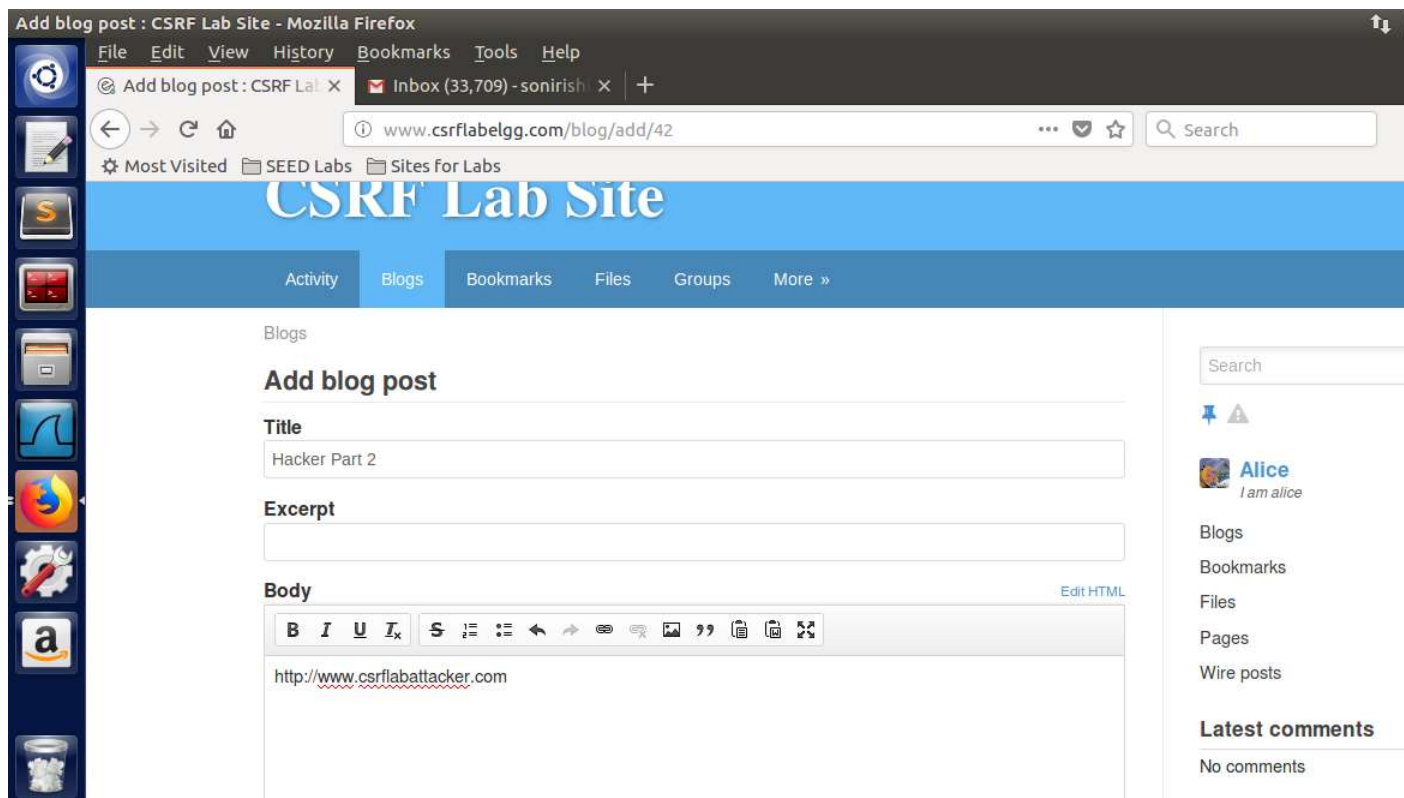 Add blog post : CSRF Lab Site - Mozilla Firefox
File Edit View History Bookmarks Tools Help
Add blog post : CSRF Lab
Inbox (33,709) - sonirish
www.csrflabelgg.com/blog/add/42
Search
Most Visited SEED Labs Sites for Labs
CSRF Lab Site
Activity Blogs Bookmarks Files Groups More »
Blogs
Add blog post
Title
Hacker Part 2
Excerpt
Body
Edit HTML
B I U Ix S
http://www.csrflabattacker.com
Search
Alice
I am alice
Blogs
Bookmarks
Files
Pages
Wire posts
Latest comments
No comments